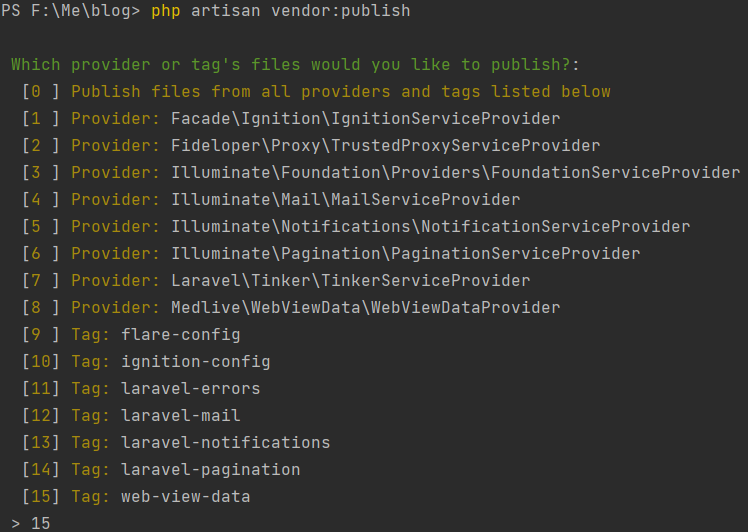 PS F:\Me\blog> php artisan vendor:publish
Which provider or tag's files would you like to publish?:
[0 ] Publish files from all providers and tags listed below
[1 ] Provider: Facade\Ignition\IgnitionServiceProvider
[2 ] Provider: Fideloper\Proxy\TrustedProxyServiceProvider
[3 ] Provider: Illuminate\Foundation\Providers\FoundationServiceProvider
[4 ] Provider: Illuminate\Mail\MailServiceProvider
[5 ] Provider: Illuminate\Notifications\NotificationServiceProvider
[6 ] Provider: Illuminate\Pagination\PaginationServiceProvider
[7 ] Provider: Laravel\Tinker\TinkerServiceProvider
[8 ] Provider: Medlive\WebViewData\WebViewDataProvider
[9 ] Tag: flare-config
[10] Tag: ignition-config
[11] Tag: laravel-errors
[12] Tag: laravel-mail
[13] Tag: laravel-notifications
[14] Tag: laravel-pagination
[15] Tag: web-view-data
> 15